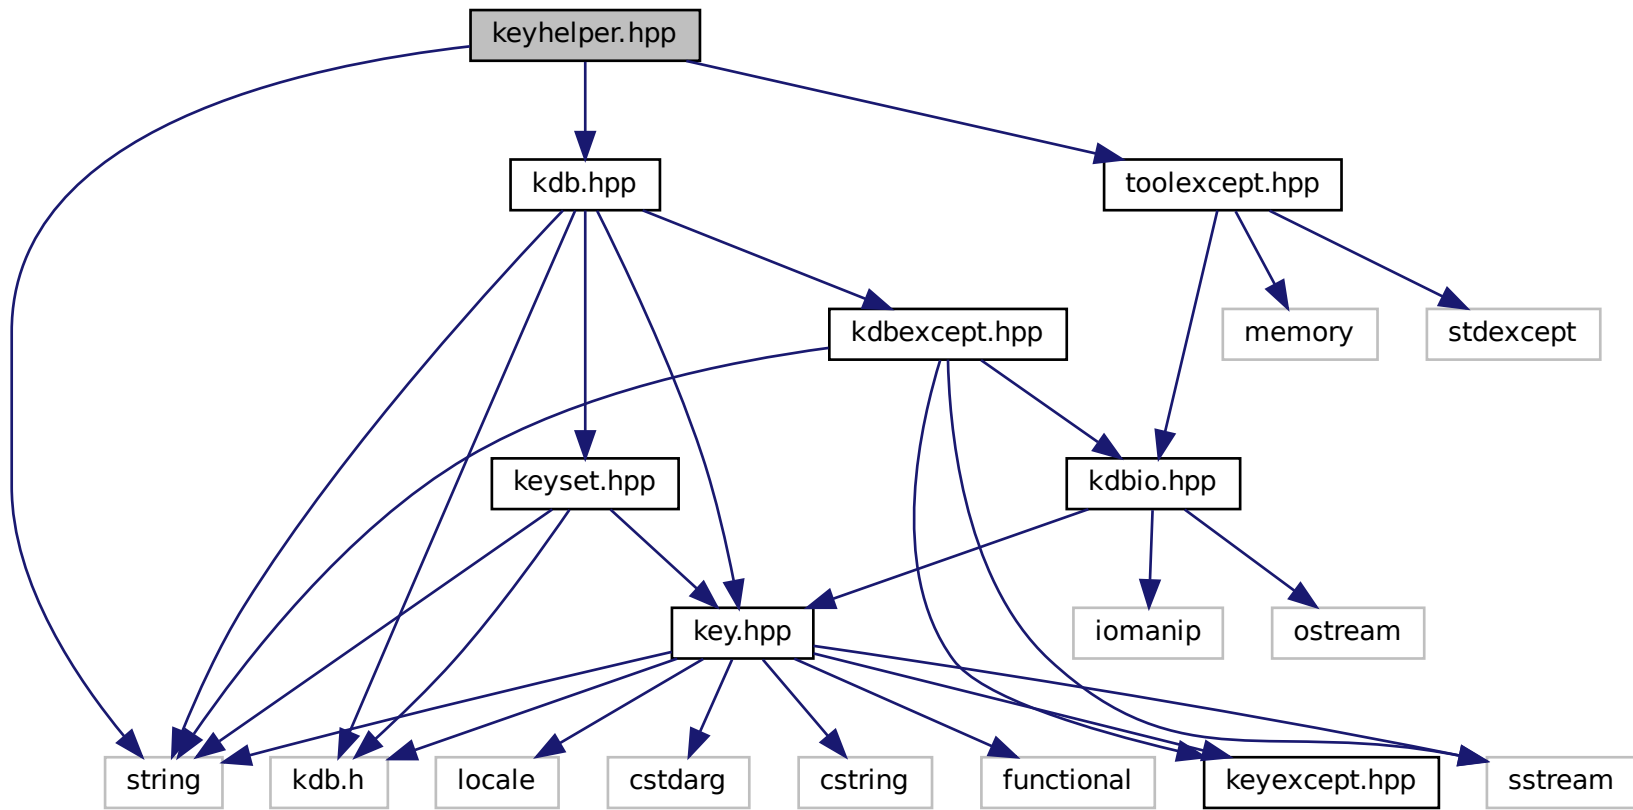 keyhelper.hpp
kdb.hpp
toolexcept.hpp
kdbexcept.hpp
memory
stdexcept
keyset.hpp
kdbio.hpp
key.hpp
iomanip
ostream
string
kdb.h
locale
cstdarg
cstring
functional
keyexcept.hpp
sstream